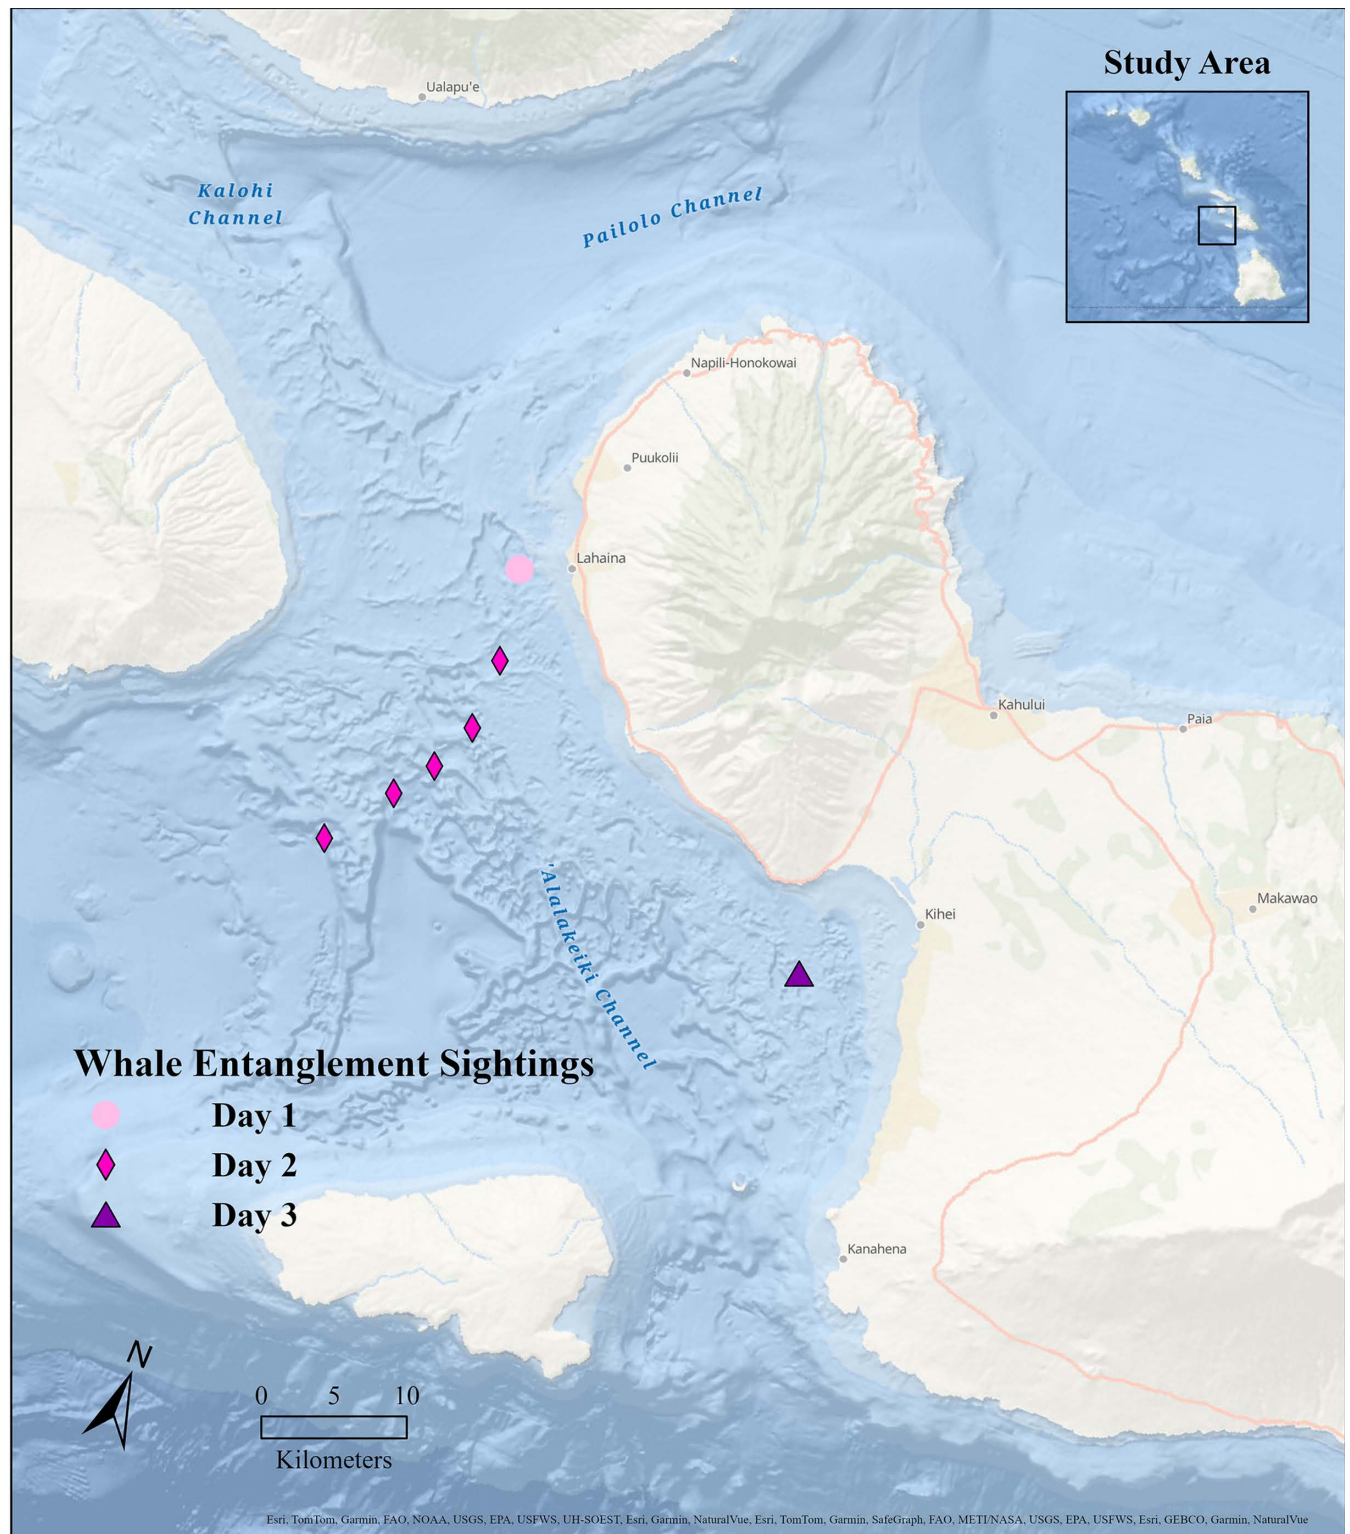 Study Area
Ualapu'e
Kalohi
Channel
Pailolo Channel
Napili-Honokowai
Puukolii
Lahaina
Kahului
Paia
Makawao
Kihei
'Alalakeiki Channel
Whale Entanglement Sightings
Day 1
Day 2
Day 3
Kanahena
N
0 5 10
Kilometers
Esri, TomTom, Garmin, FAO, NOAA, USGS, EPA, USFWS, UH-SOEST, Esri, Garmin, NaturalVue, Esri, TomTom, Garmin, SafeGraph, FAO, METI/NASA, USGS, EPA, USFWS, Esri, GEBCO, Garmin, NaturalVue